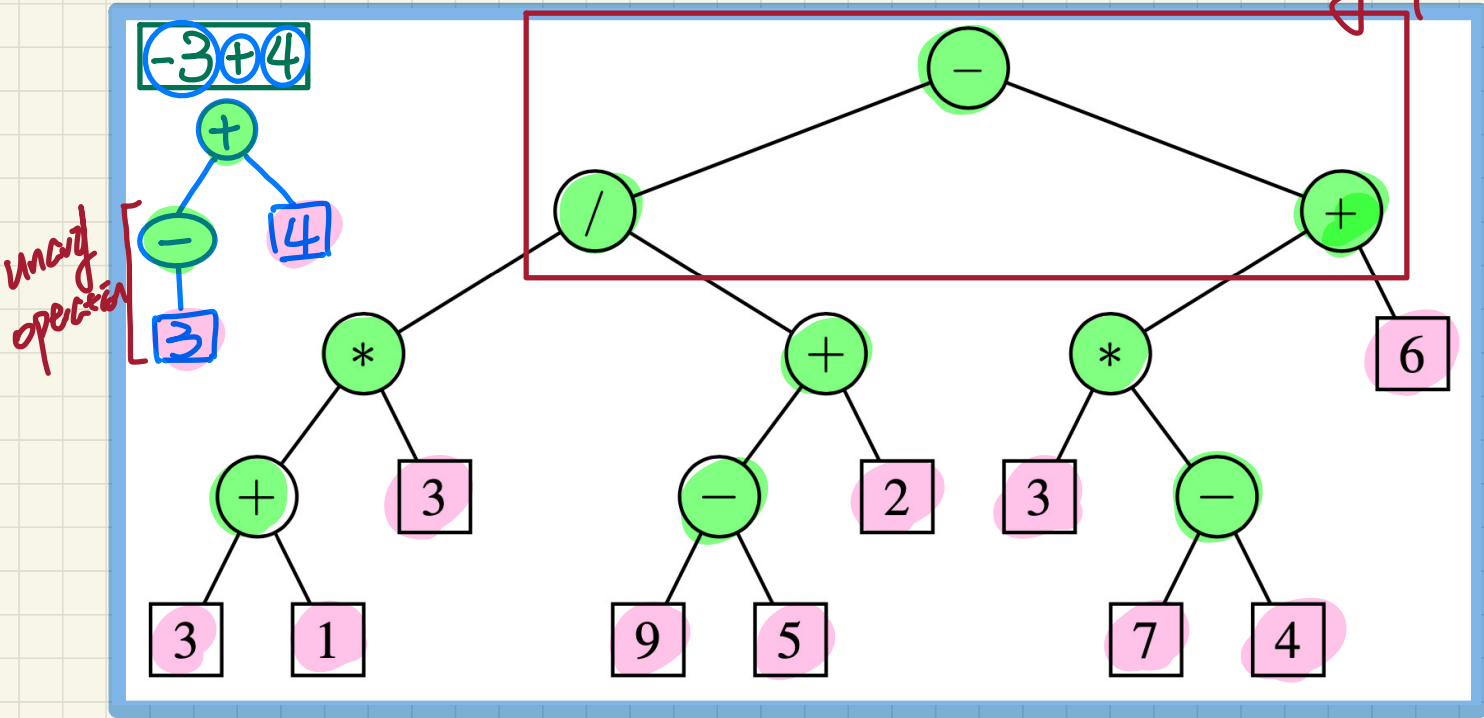 -3+4
+
- 4
3
unary
operation
−
/ +
* + * 6
+ 3 − 2 3 −
3 1 9 5 7 4